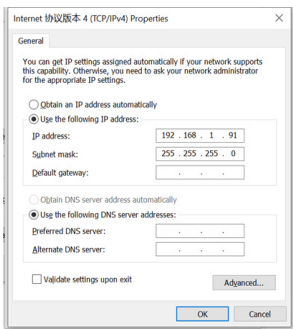 Internet 协议版本 4 (TCP/IPv4) Properties
General
You can get IP settings assigned automatically if your network supports
this capability. Otherwise, you need to ask your network administrator
for the appropriate IP settings.
Obtain an IP address automatically
Use the following IP address:
IP address: 192 . 168 . 1 . 91
Subnet mask: 255 . 255 . 255 . 0
Default gateway: . . .
Obtain DNS server address automatically
Use the following DNS server addresses:
Preferred DNS server: . . .
Alternate DNS server: . . .
Validate settings upon exit
Advanced...
OK Cancel